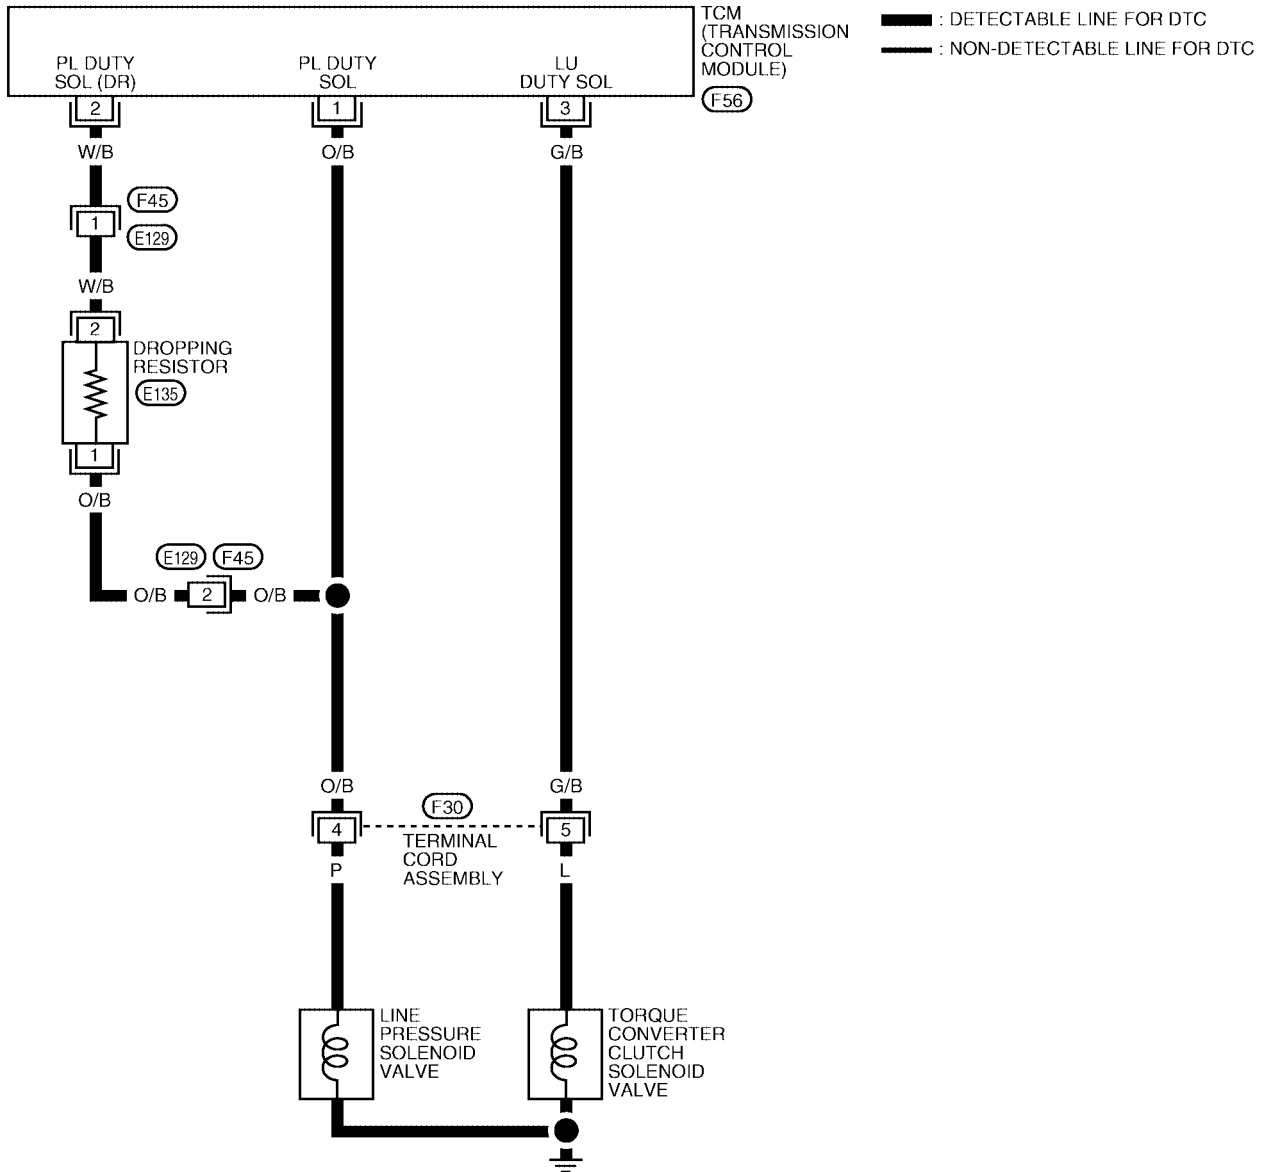 TCM
(TRANSMISSION
CONTROL
MODULE)
F56
: DETECTABLE LINE FOR DTC
: NON-DETECTABLE LINE FOR DTC
PL DUTY
SOL (DR)
PL DUTY
SOL
LU
DUTY SOL
2
1
3
W/B
O/B
G/B
F45
1
E129
W/B
2
DROPPING
RESISTOR
E135
1
O/B
E129
F45
O/B
2
O/B
O/B
G/B
F30
4
5
TERMINAL
CORD
ASSEMBLY
P
L
LINE
PRESSURE
SOLENOID
VALVE
TORQUE
CONVERTER
CLUTCH
SOLENOID
VALVE